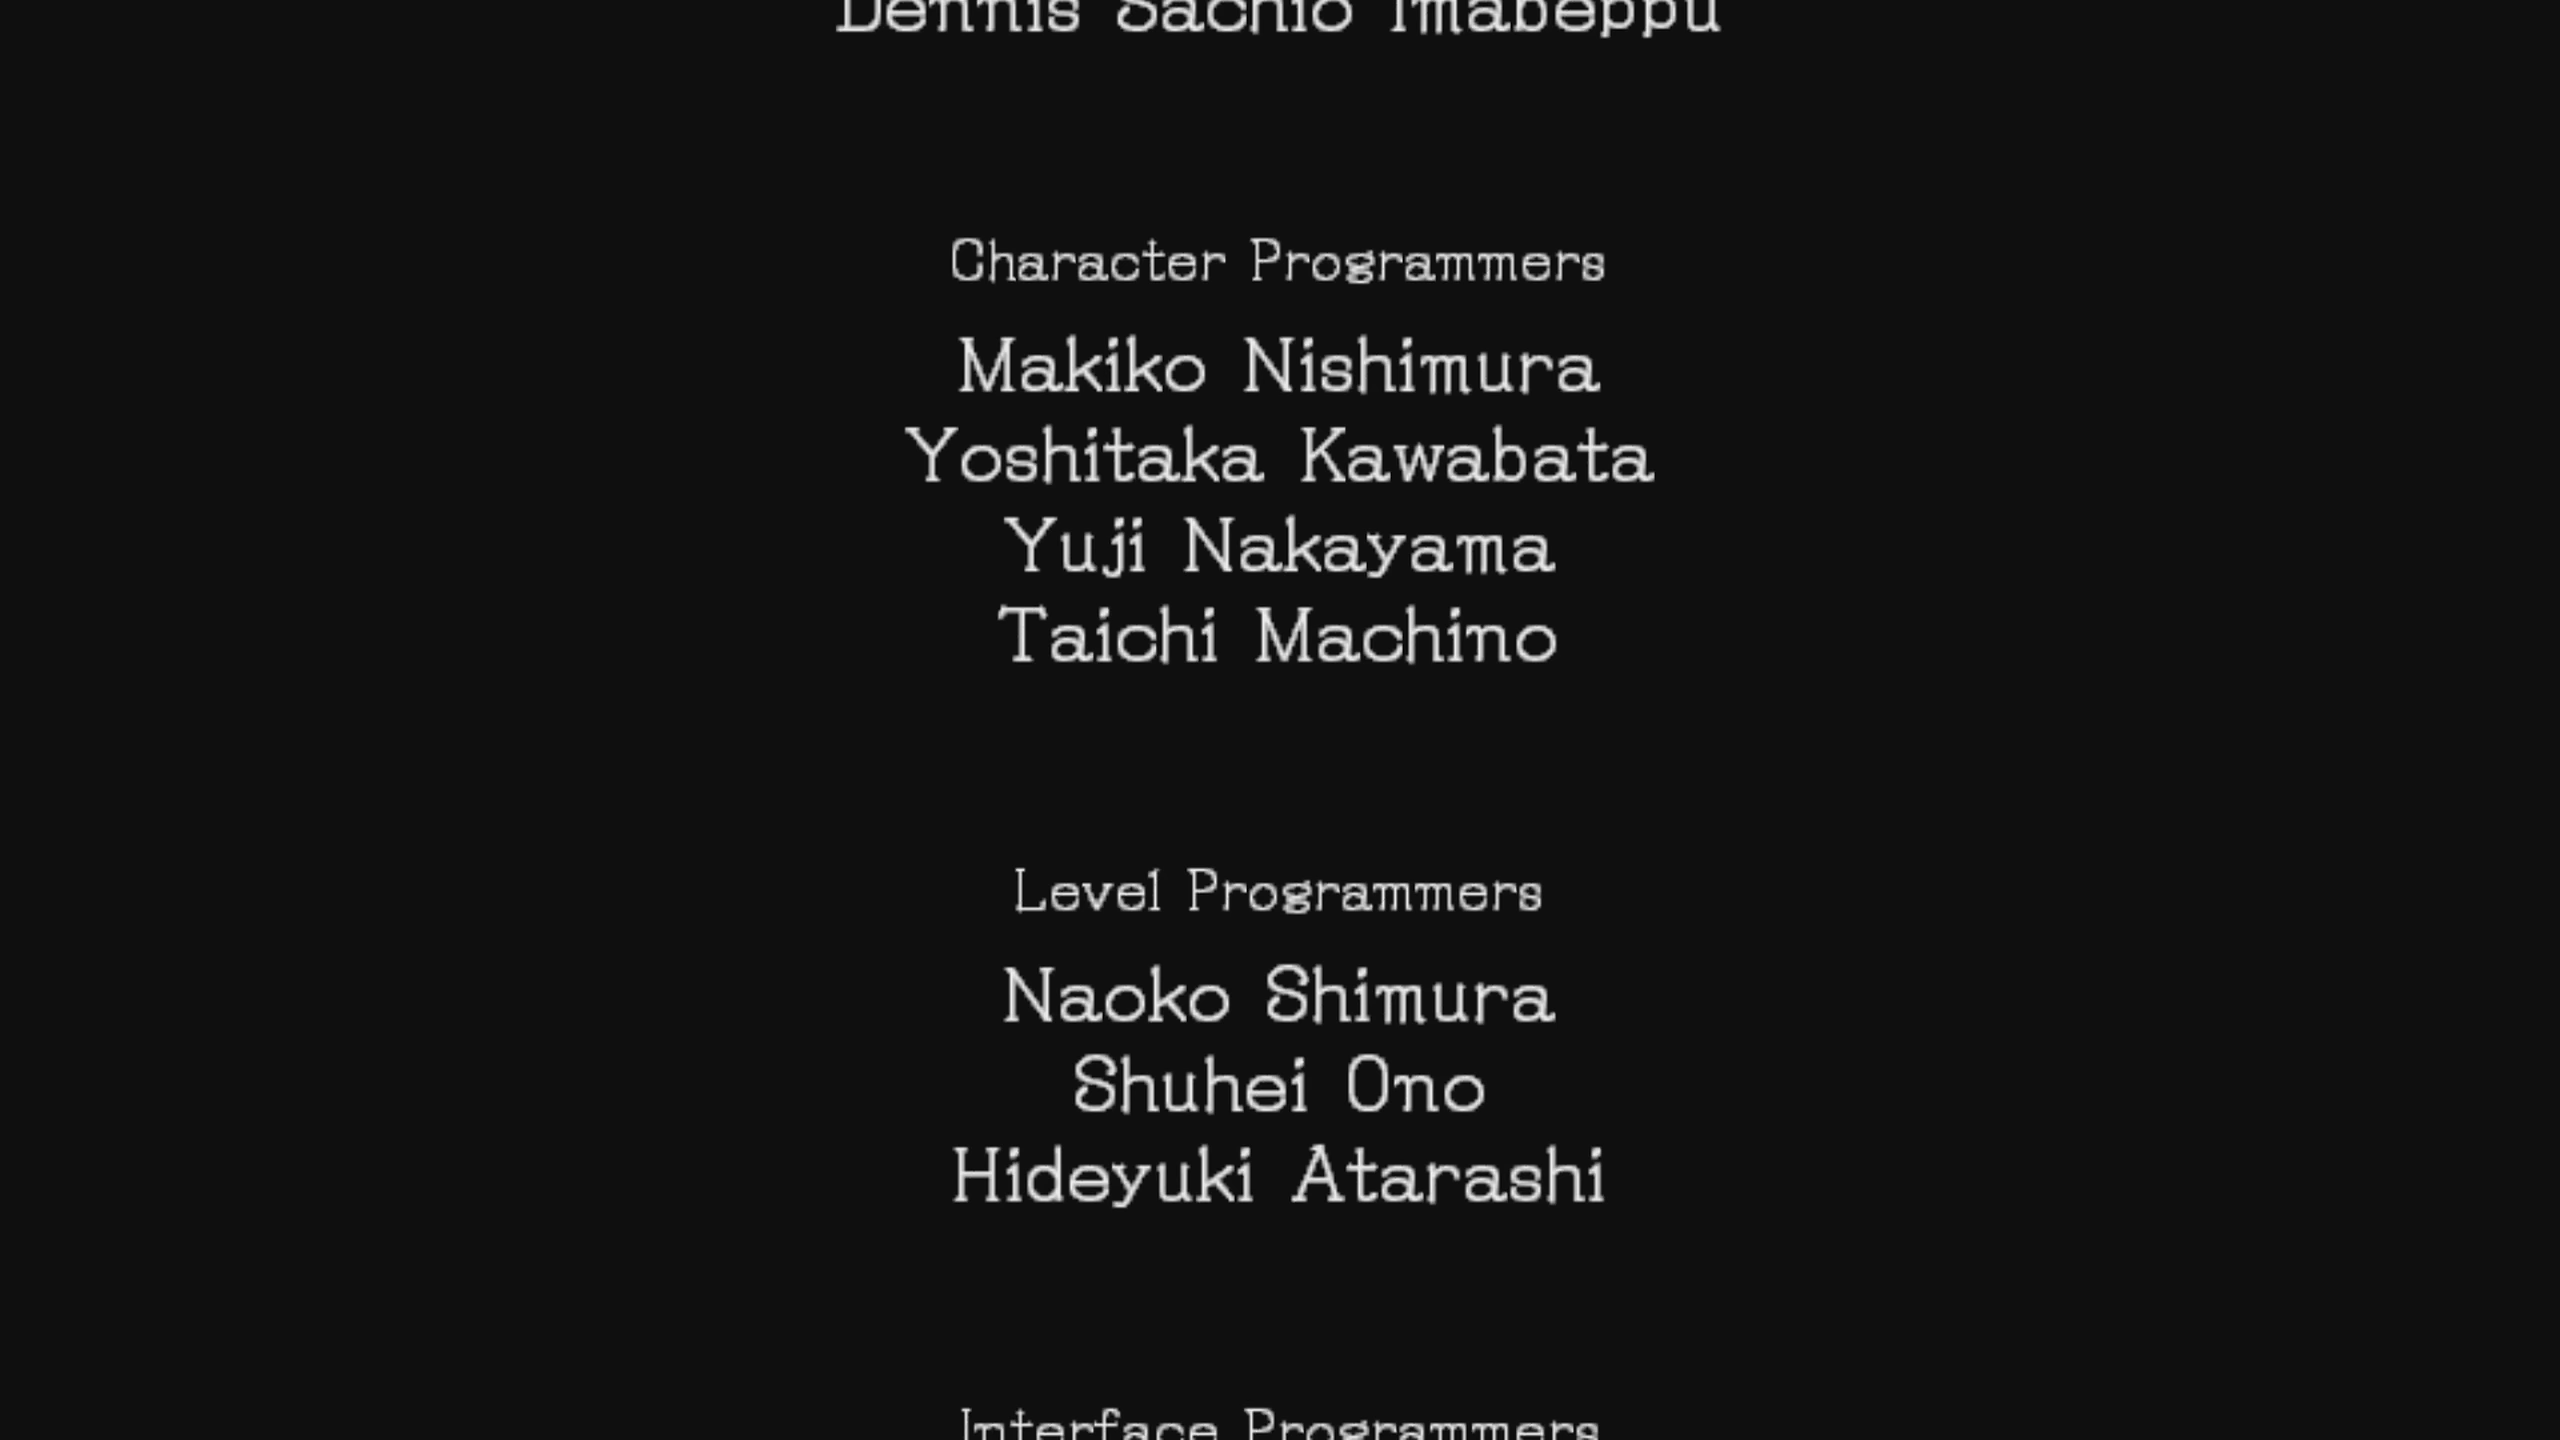 Dennis Sachio Imabeppu
Character Programmers
Makiko Nishimura
Yoshitaka Kawabata
Yuji Nakayama
Taichi Machino
Level Programmers
Naoko Shimura
Shuhei Ono
Hideyuki Atarashi
Interface Programmers